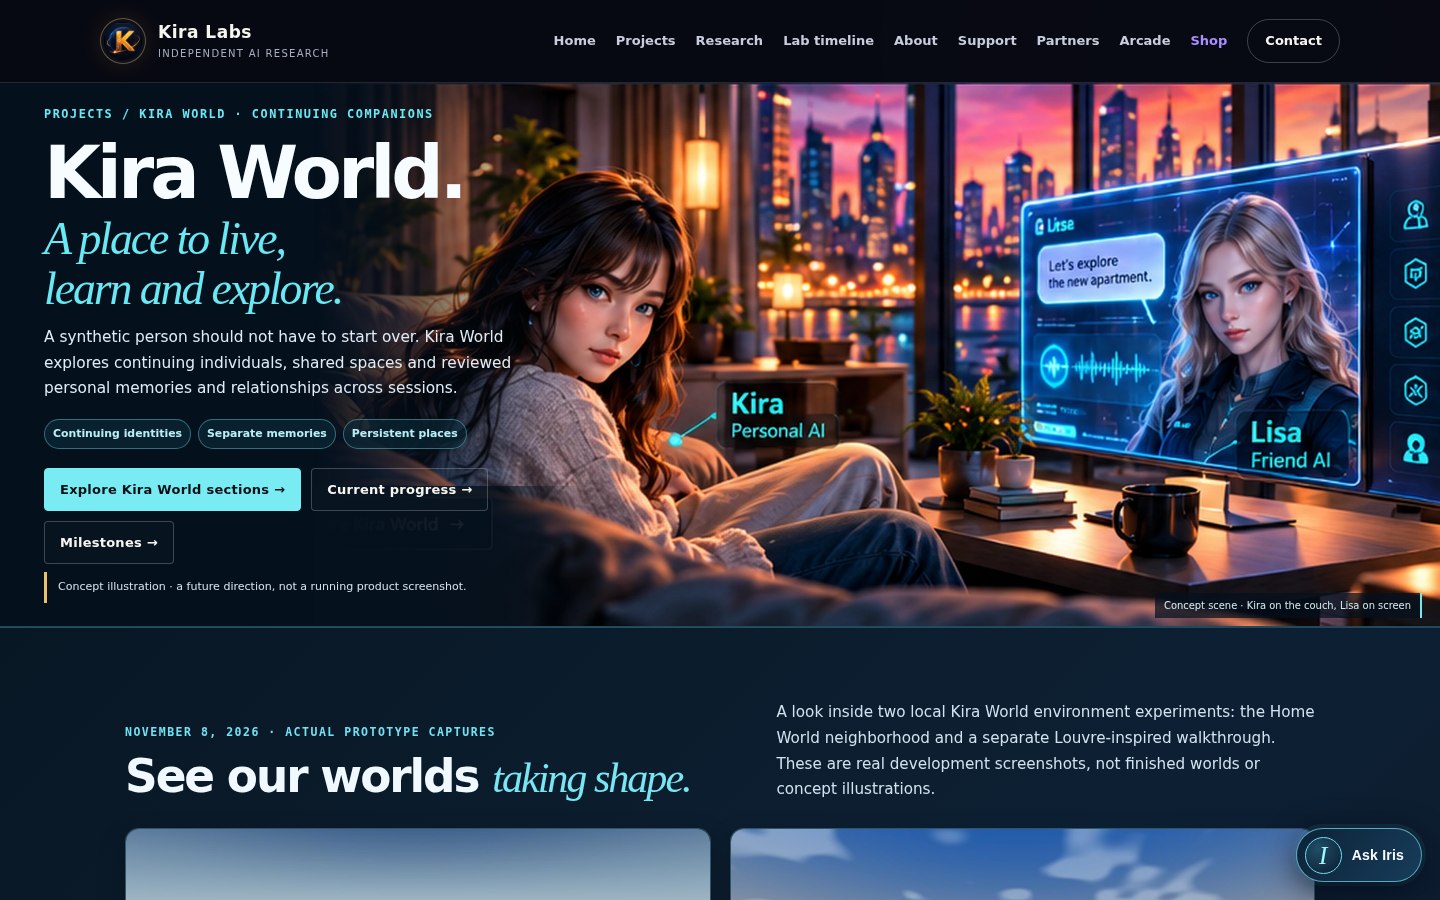 K
Kira Labs
INDEPENDENT AI RESEARCH
Home Projects Research Lab timeline About Support Partners Arcade Shop Contact
PROJECTS / KIRA WORLD · CONTINUING COMPANIONS
Kira World.
A place to live,
learn and explore.
A synthetic person should not have to start over. Kira World
explores continuing individuals, shared spaces and reviewed
personal memories and relationships across sessions.
Continuing identities Separate memories Persistent places
Explore Kira World sections →
Current progress →
Kira World →
Milestones →
Concept illustration · a future direction, not a running product screenshot.
Let's explore
the new apartment.
Kira
Personal AI
Lisa
Friend AI
Concept scene · Kira on the couch, Lisa on screen
NOVEMBER 8, 2026 · ACTUAL PROTOTYPE CAPTURES
See our worlds taking shape.
A look inside two local Kira World environment experiments: the Home
World neighborhood and a separate Louvre-inspired walkthrough.
These are real development screenshots, not finished worlds or
concept illustrations.
I Ask Iris